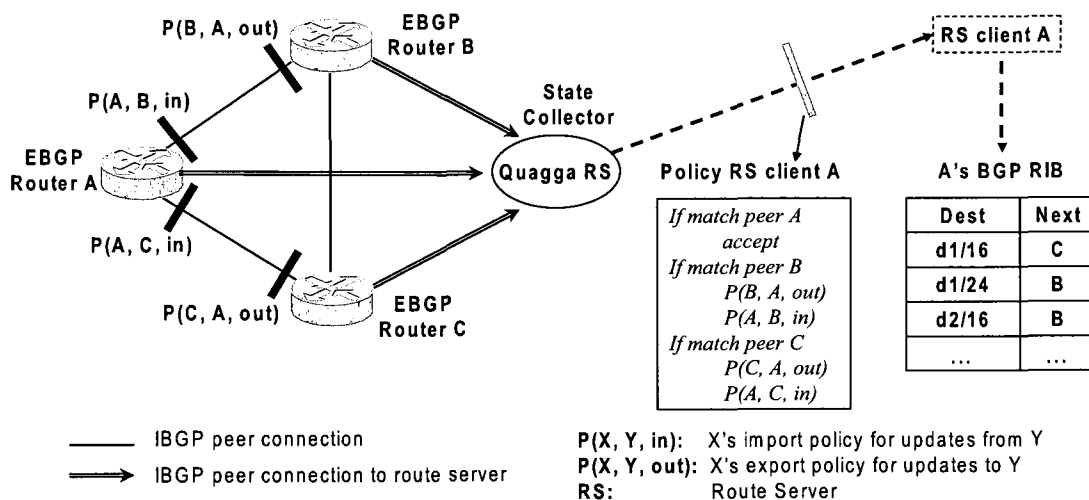 P(B, A, out)
EBGP
Router B
P(A, B, in)
EBGP
Router A
P(A, C, in)
P(C, A, out)
EBGP
Router C
State
Collector
Quagga RS
RS client A
Policy RS client A
If match peer A
accept
If match peer B
P(B, A, out)
P(A, B, in)
If match peer C
P(C, A, out)
P(A, C, in)
A's BGP RIB
Dest Next
d1/16 C
d1/24 B
d2/16 B
... ...
IBGP peer connection
IBGP peer connection to route server
P(X, Y, in): X's import policy for updates from Y
P(X, Y, out): X's export policy for updates to Y
RS: Route Server